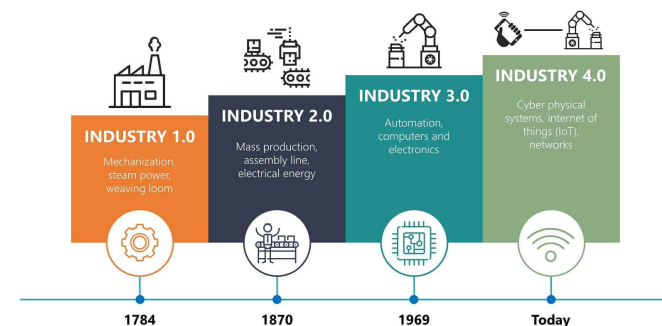 INDUSTRY 1.0
Mechanization,
steam power,
weaving loom
INDUSTRY 2.0
Mass production,
assembly line,
electrical energy
INDUSTRY 3.0
Automation,
computers and
electronics
INDUSTRY 4.0
Cyber physical
systems, internet of
things (IoT),
networks
1784
1870
1969
Today